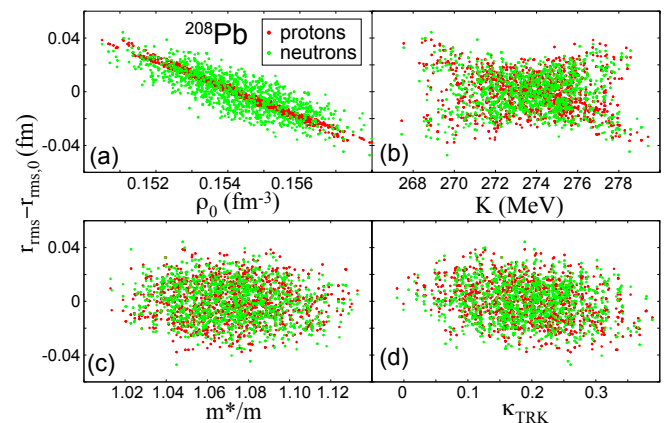 r_rms−r_rms,0 (fm)
0.04
0
-0.04
²⁰⁸Pb
protons
neutrons
(a)
(b)
0.152 0.154 0.156
268 270 272 274 276 278
ρ₀ (fm⁻³)
K (MeV)
0.04
0
-0.04
(c)
(d)
1.02 1.04 1.06 1.08 1.10 1.12
0 0.1 0.2 0.3
m*/m
κ_TRK